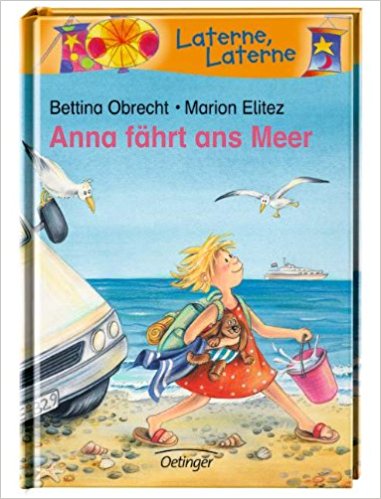 Laterne,
Laterne
Bettina Obrecht • Marion Elitez
Anna fährt ans Meer
Oetinger